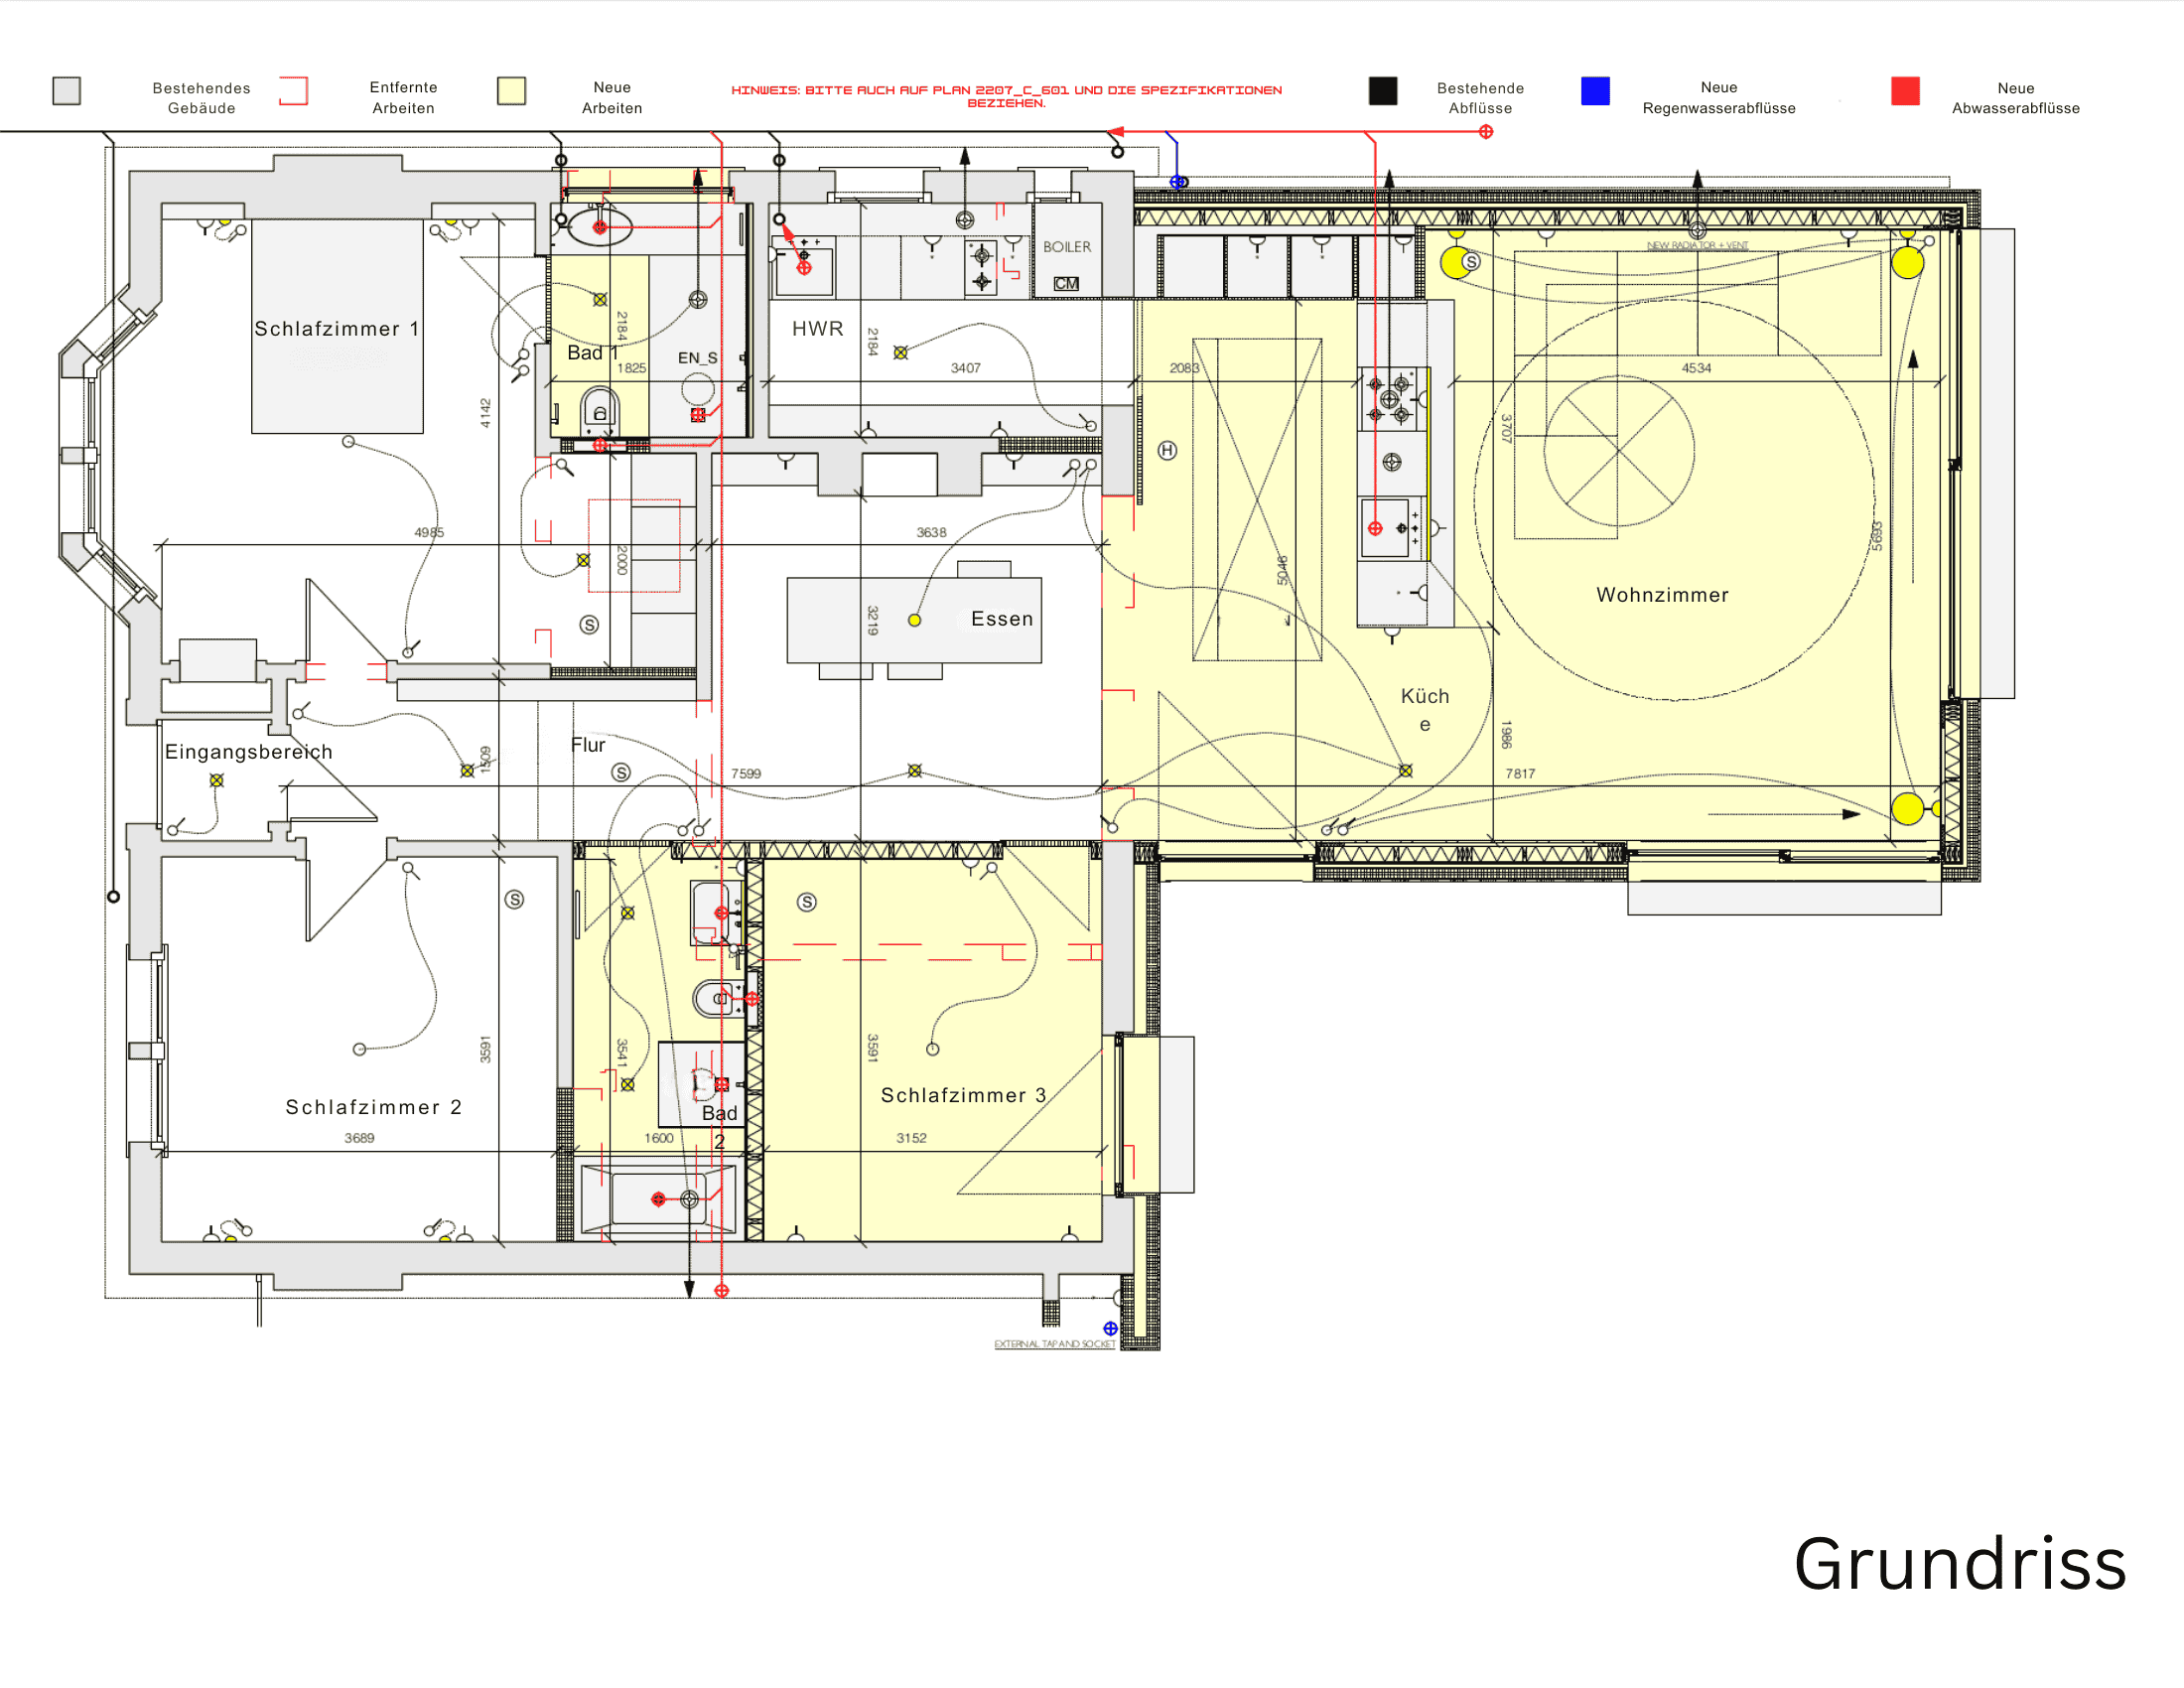 Bestehendes
Gebäude
Entfernte
Arbeiten
Neue
Arbeiten
HINWEIS: BITTE AUCH AUF PLAN 2207_C_601 UND DIE SPEZIFIKATIONEN
BEZIEHEN.
Bestehende
Abflüsse
Neue
Regenwasserabflüsse
Neue
Abwasserabflüsse
BOILER
CM
NEW RADIATOR + VENT
S
Schlafzimmer 1
HWR
2184
2184
Bad 1
EN_S
1825
3407
2083
4534
4142
3707
H
4985
3638
2000
5046
5693
S
3219
Essen
Wohnzimmer
Küch
e
Eingangsbereich
Flur
1509
S
7599
1986
7817
S
S
3591
3541
3591
Schlafzimmer 2
Schlafzimmer 3
Bad
2
3689
1600
3152
EXTERNAL TAP AND SOCKET
Grundriss